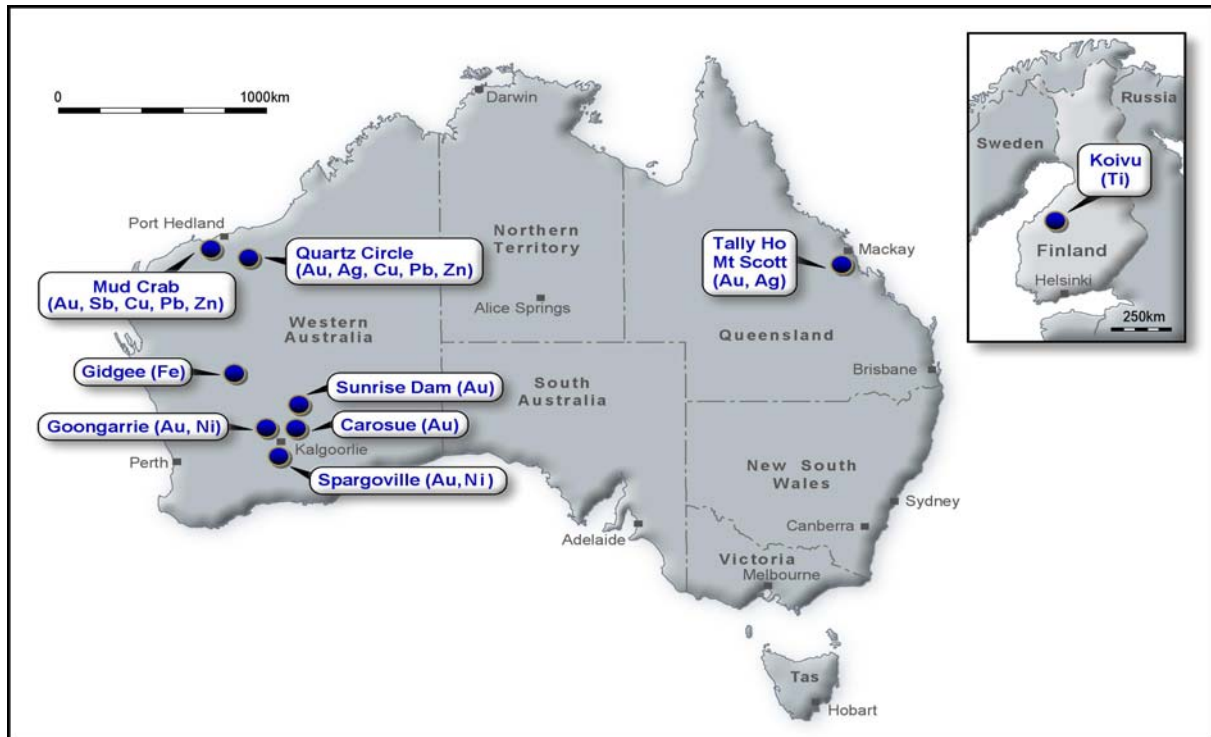 0
1000km
Darwin
Port Hedland
Quartz Circle
(Au, Ag, Cu, Pb, Zn)
Mud Crab
(Au, Sb, Cu, Pb, Zn)
Northern
Territory
Alice Springs
Tally Ho
Mt Scott
(Au, Ag)
Mackay
Western
Australia
Queensland
Gidgee (Fe)
Sunrise Dam (Au)
South
Australia
Brisbane
Goongarrie (Au, Ni)
Carosue (Au)
Kalgoorlie
Perth
Spargoville (Au, Ni)
New South
Wales
Sydney
Canberra
Adelaide
Victoria
Melbourne
Tas
Hobart
Russia
Sweden
Koivu
(Ti)
Finland
Helsinki
250km